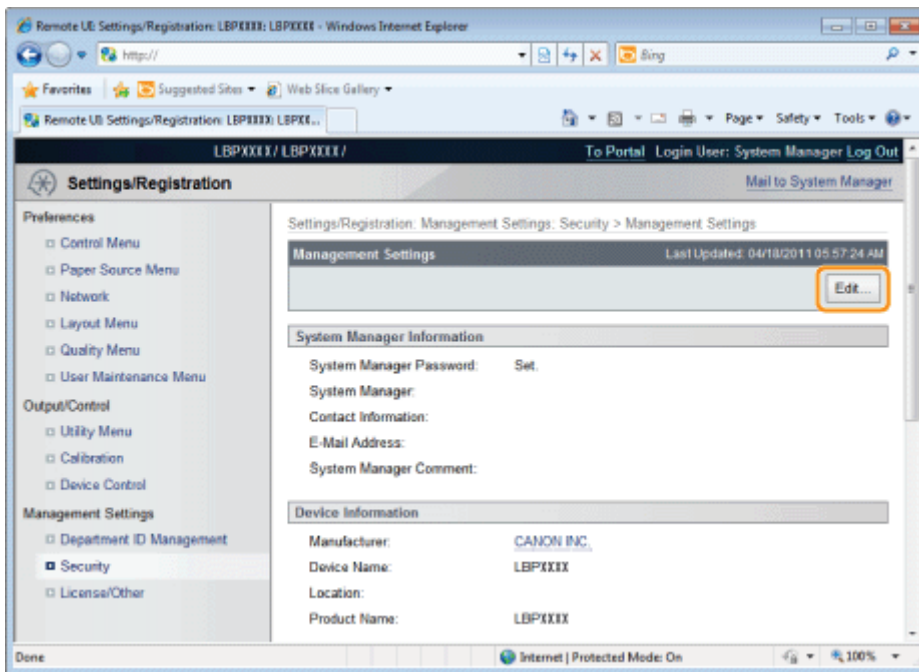 Remote UI: Settings/Registration: LBPXXXX: LBPXXXX - Windows Internet Explorer
http://
Bing
Favorites Suggested Sites Web Slice Gallery
Remote UI: Settings/Registration: LBPXXXX: LBPXX... Page Safety Tools
LBPXXXX / LBPXXXX / To Portal Login User: System Manager Log Out
Settings/Registration Mail to System Manager
Preferences
Control Menu
Paper Source Menu
Network
Layout Menu
Quality Menu
User Maintenance Menu
Output/Control
Utility Menu
Calibration
Device Control
Management Settings
Department ID Management
Security
License/Other
Settings/Registration: Management Settings: Security > Management Settings
Management Settings Last Updated: 04/18/2011 05:57:24 AM
Edit...
System Manager Information
System Manager Password: Set.
System Manager:
Contact Information:
E-Mail Address:
System Manager Comment:
Device Information
Manufacturer: CANON INC.
Device Name: LBPXXXX
Location:
Product Name: LBPXXXX
Done Internet | Protected Mode: On 100%